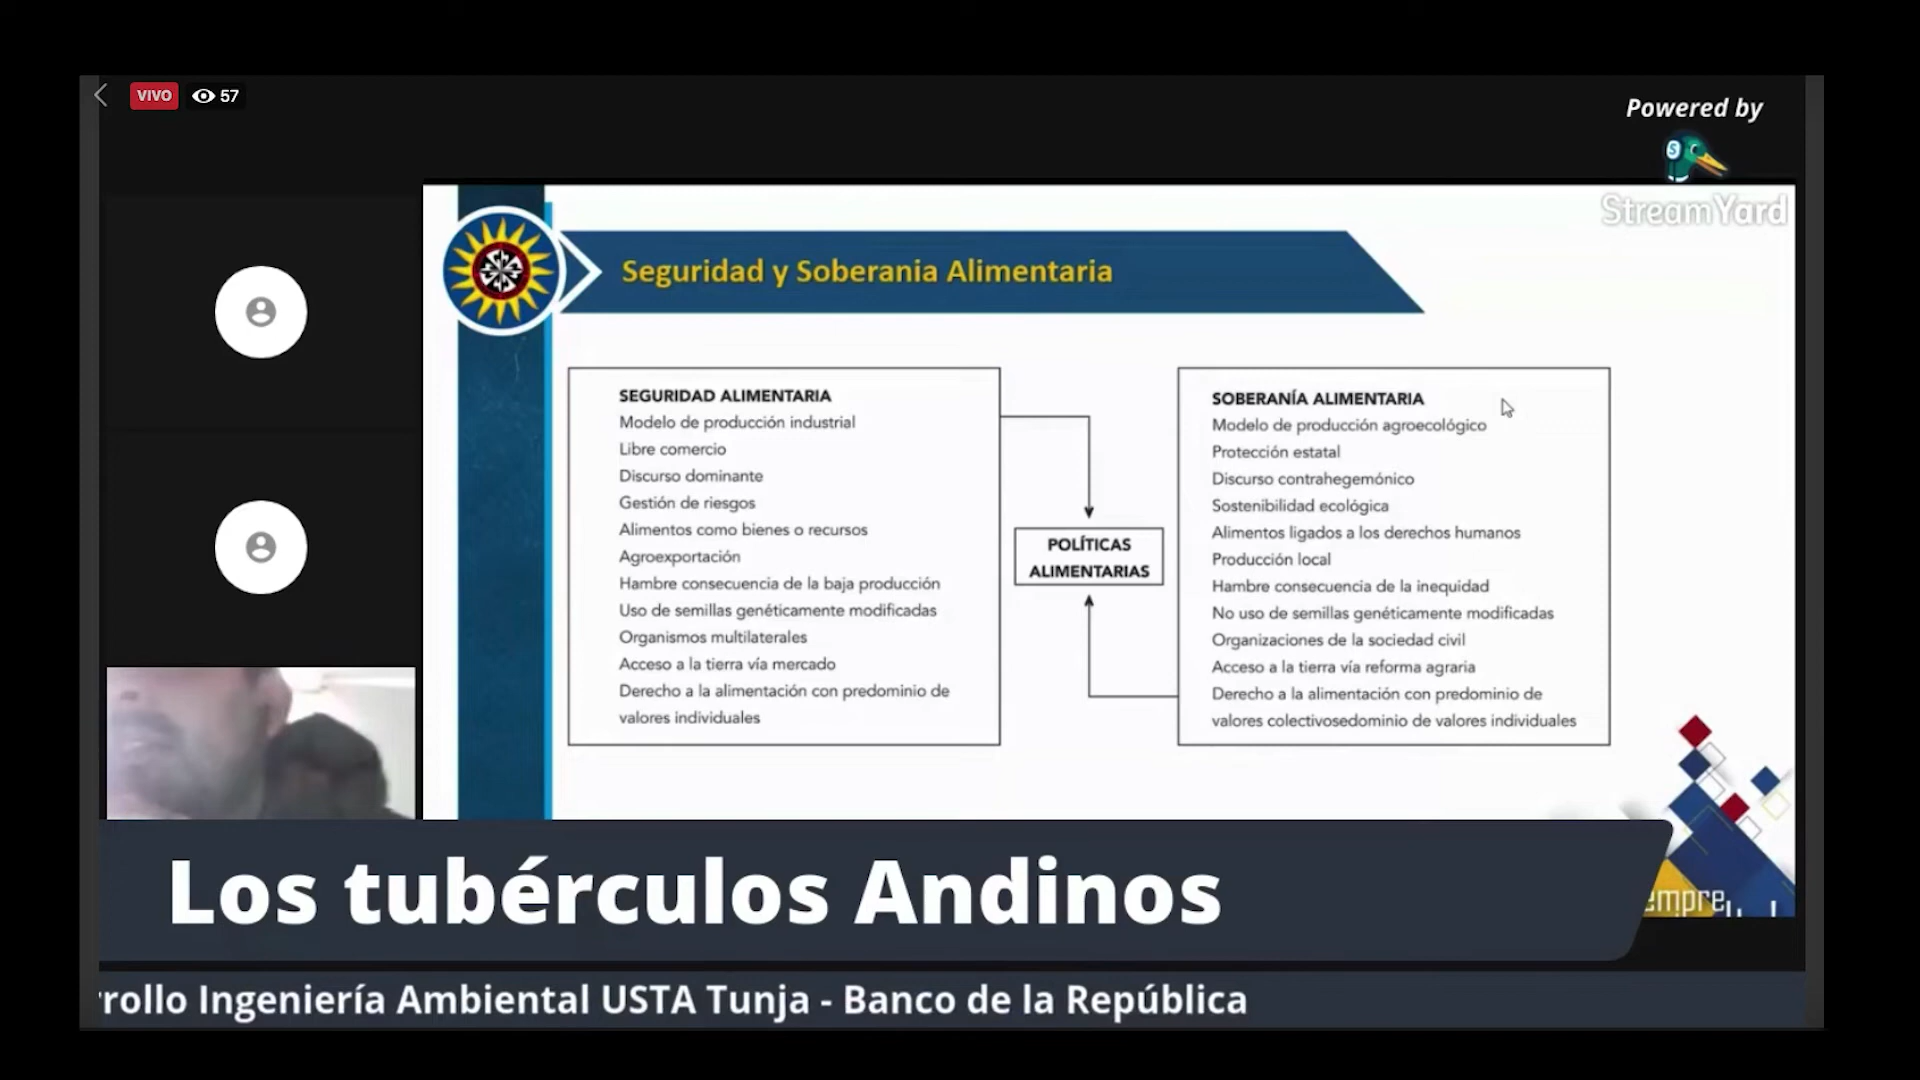 VIVO 57
Powered by
StreamYard
Seguridad y Soberania Alimentaria
SEGURIDAD ALIMENTARIA
Modelo de producción industrial
Libre comercio
Discurso dominante
Gestión de riesgos
Alimentos como bienes o recursos
Agroexportación
Hambre consecuencia de la baja producción
Uso de semillas genéticamente modificadas
Organismos multilaterales
Acceso a la tierra vía mercado
Derecho a la alimentación con predominio de
valores individuales
POLÍTICAS
ALIMENTARIAS
SOBERANÍA ALIMENTARIA
Modelo de producción agroecológico
Protección estatal
Discurso contrahegemónico
Sostenibilidad ecológica
Alimentos ligados a los derechos humanos
Producción local
Hambre consecuencia de la inequidad
No uso de semillas genéticamente modificadas
Organizaciones de la sociedad civil
Acceso a la tierra vía reforma agraria
Derecho a la alimentación con predominio de
valores colectivosedominio de valores individuales
empre
Los tubérculos Andinos
rollo Ingeniería Ambiental USTA Tunja - Banco de la República